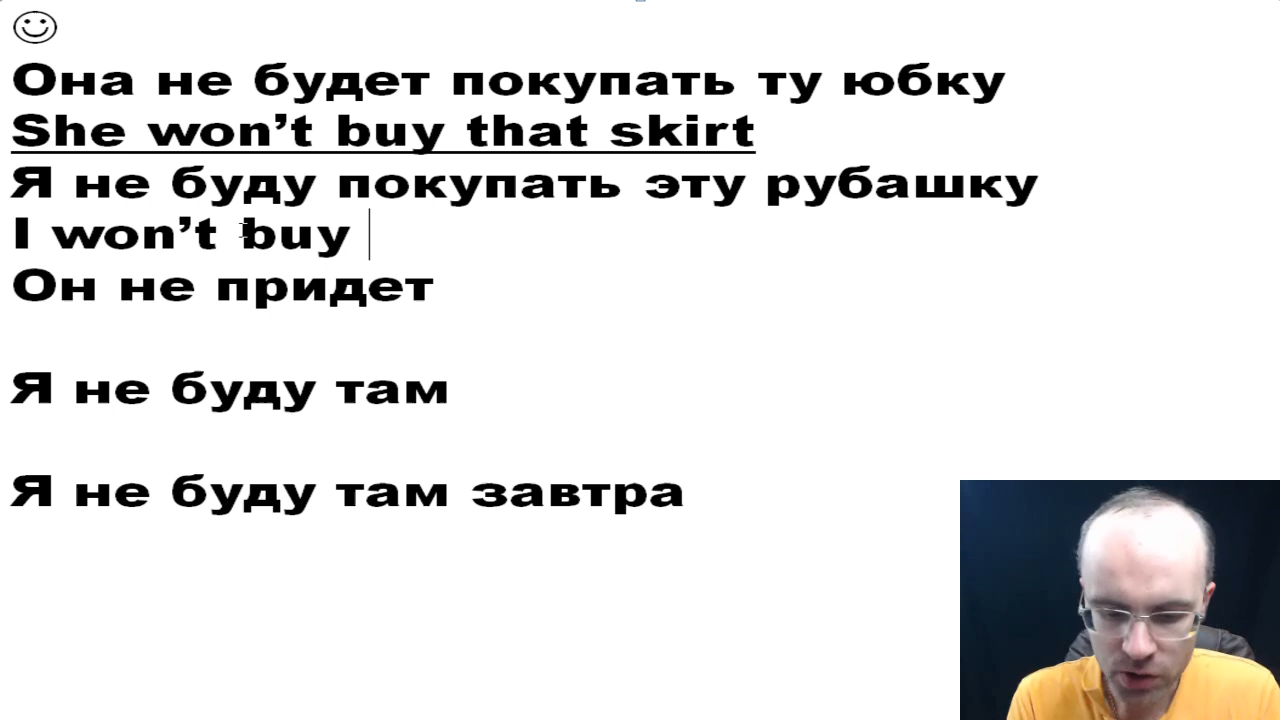 Она не будет покупать ту юбку
She won’t buy that skirt
Я не буду покупать эту рубашку
I won’t buy
Он не придет
Я не буду там
Я не буду там завтра